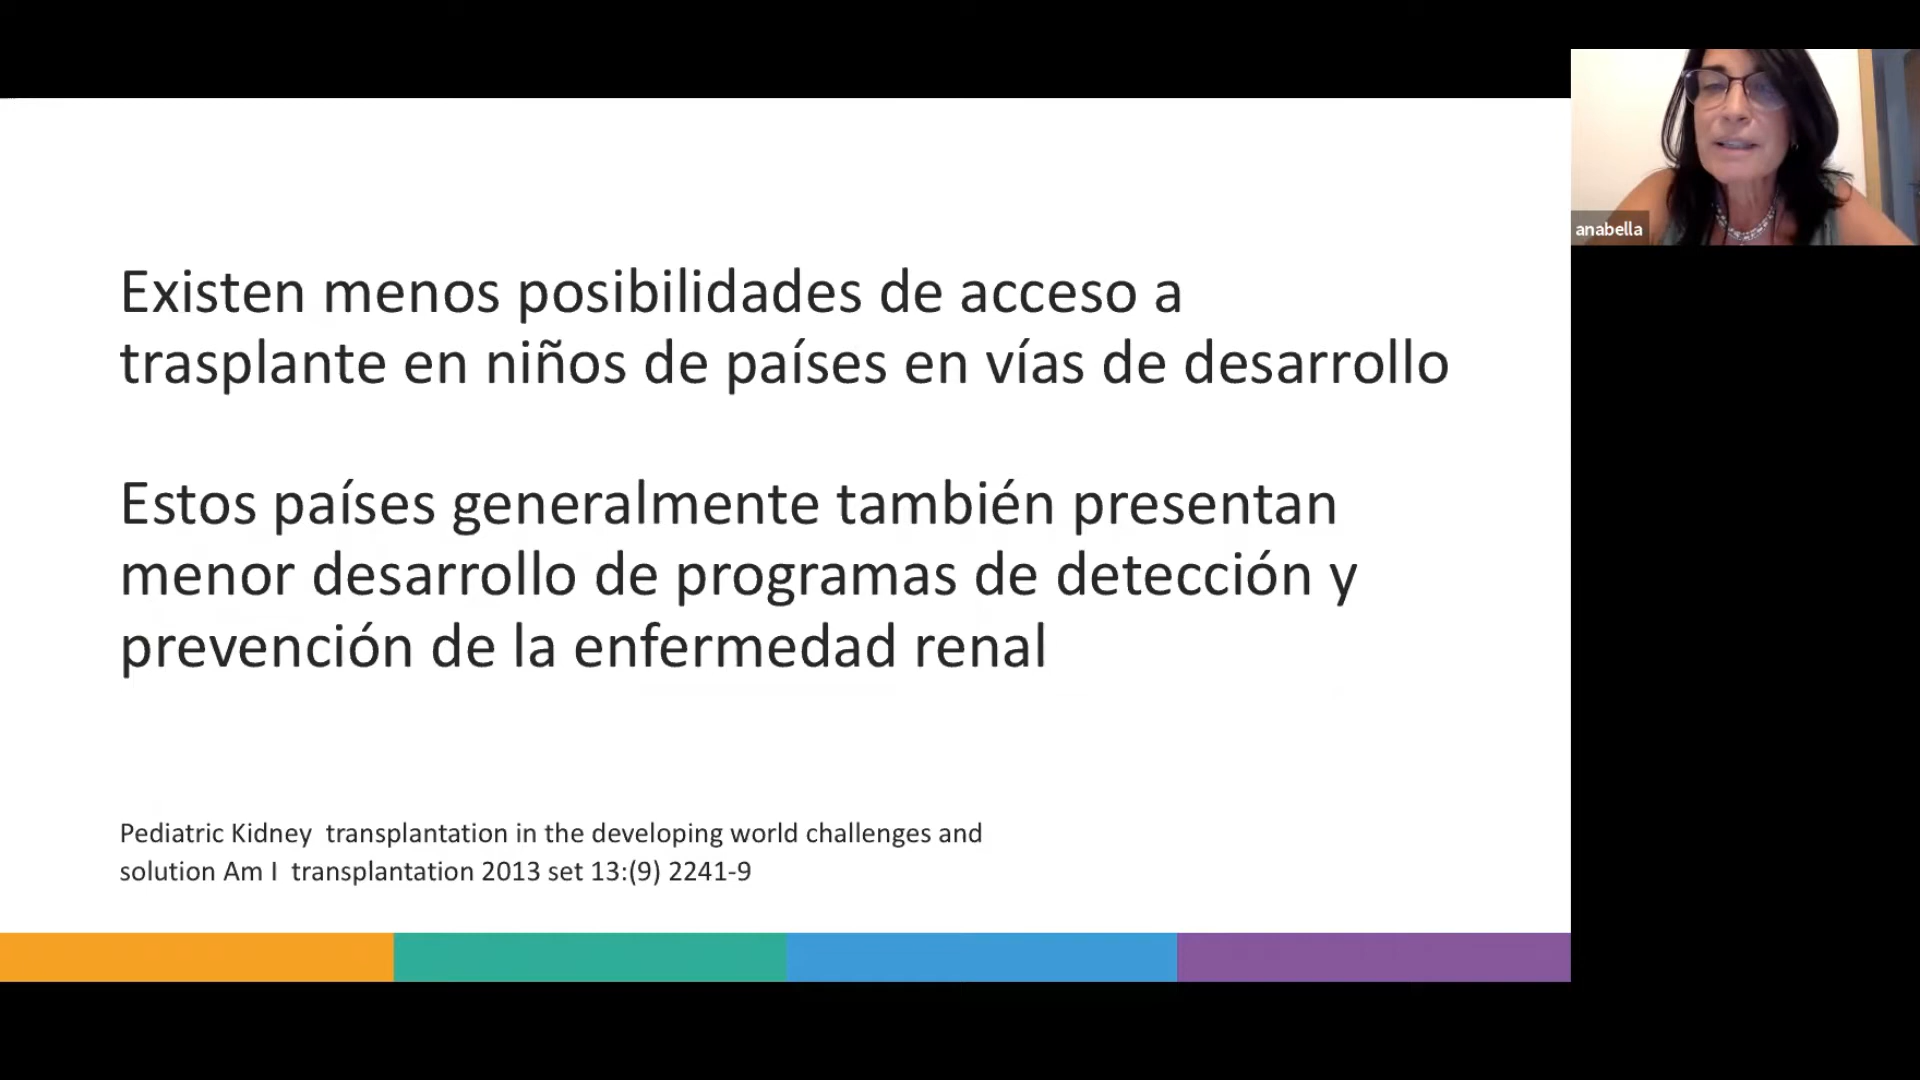 Existen menos posibilidades de acceso a
trasplante en niños de países en vías de desarrollo
Estos países generalmente también presentan
menor desarrollo de programas de detección y
prevención de la enfermedad renal
Pediatric Kidney  transplantation in the developing world challenges and
solution Am I  transplantation 2013 set 13:(9) 2241-9
anabella